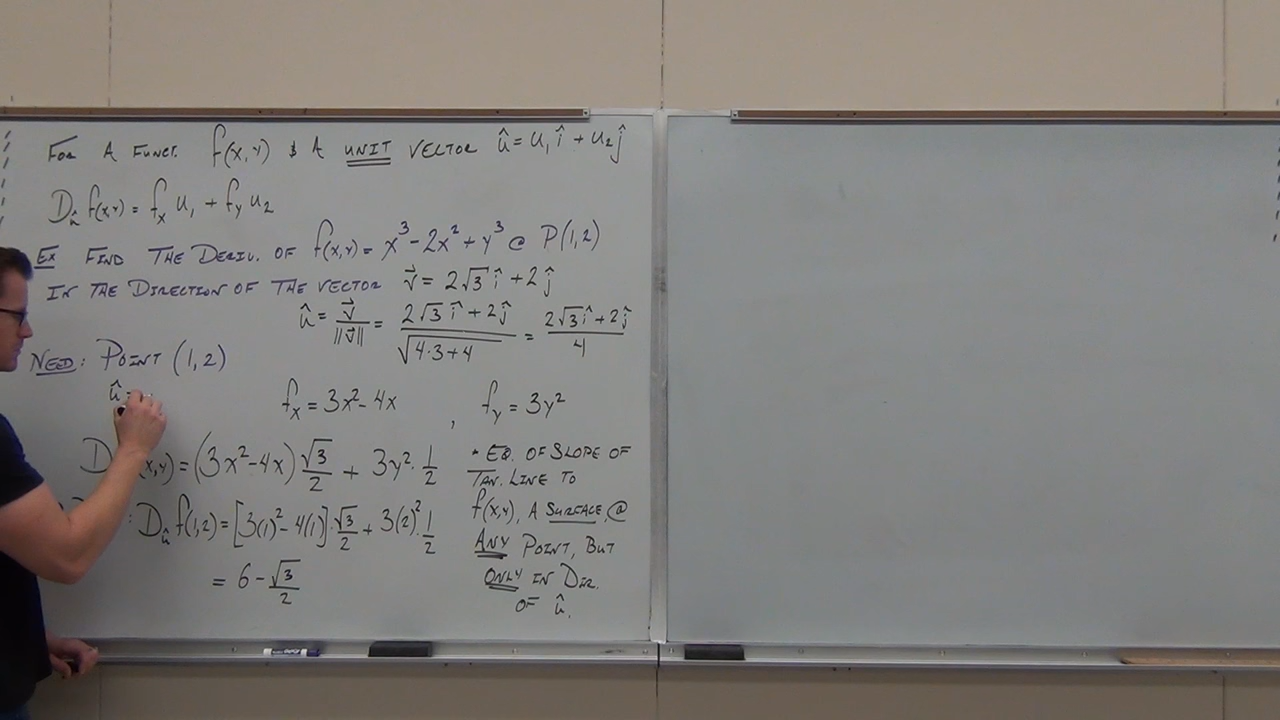 FOR A FUNCT. f(x,y) & A UNIT VECTOR û = u₁î + u₂ĵ
D_û f(x,y) = f_x u₁ + f_y u₂
EX FIND THE DERIV. OF f(x,y) = x³ - 2x² + y³ @ P(1,2)
IN THE DIRECTION OF THE VECTOR v⃗ = 2√3 î + 2ĵ
û = v⃗/||v⃗|| = (2√3 î + 2ĵ)/√(4·3+4) = (2√3 î + 2ĵ)/4
NEED: POINT (1,2)
û =
f_x = 3x² - 4x , f_y = 3y²
D (x,y) = (3x² - 4x) √3/2 + 3y² · 1/2
: D_û f(1,2) = [3(1)² - 4(1)] · √3/2 + 3(2)² · 1/2
= 6 - √3/2
• EQ. OF SLOPE OF
TAN. LINE TO
f(x,y), A SURFACE, @
ANY POINT, BUT
ONLY IN DIR.
OF û.